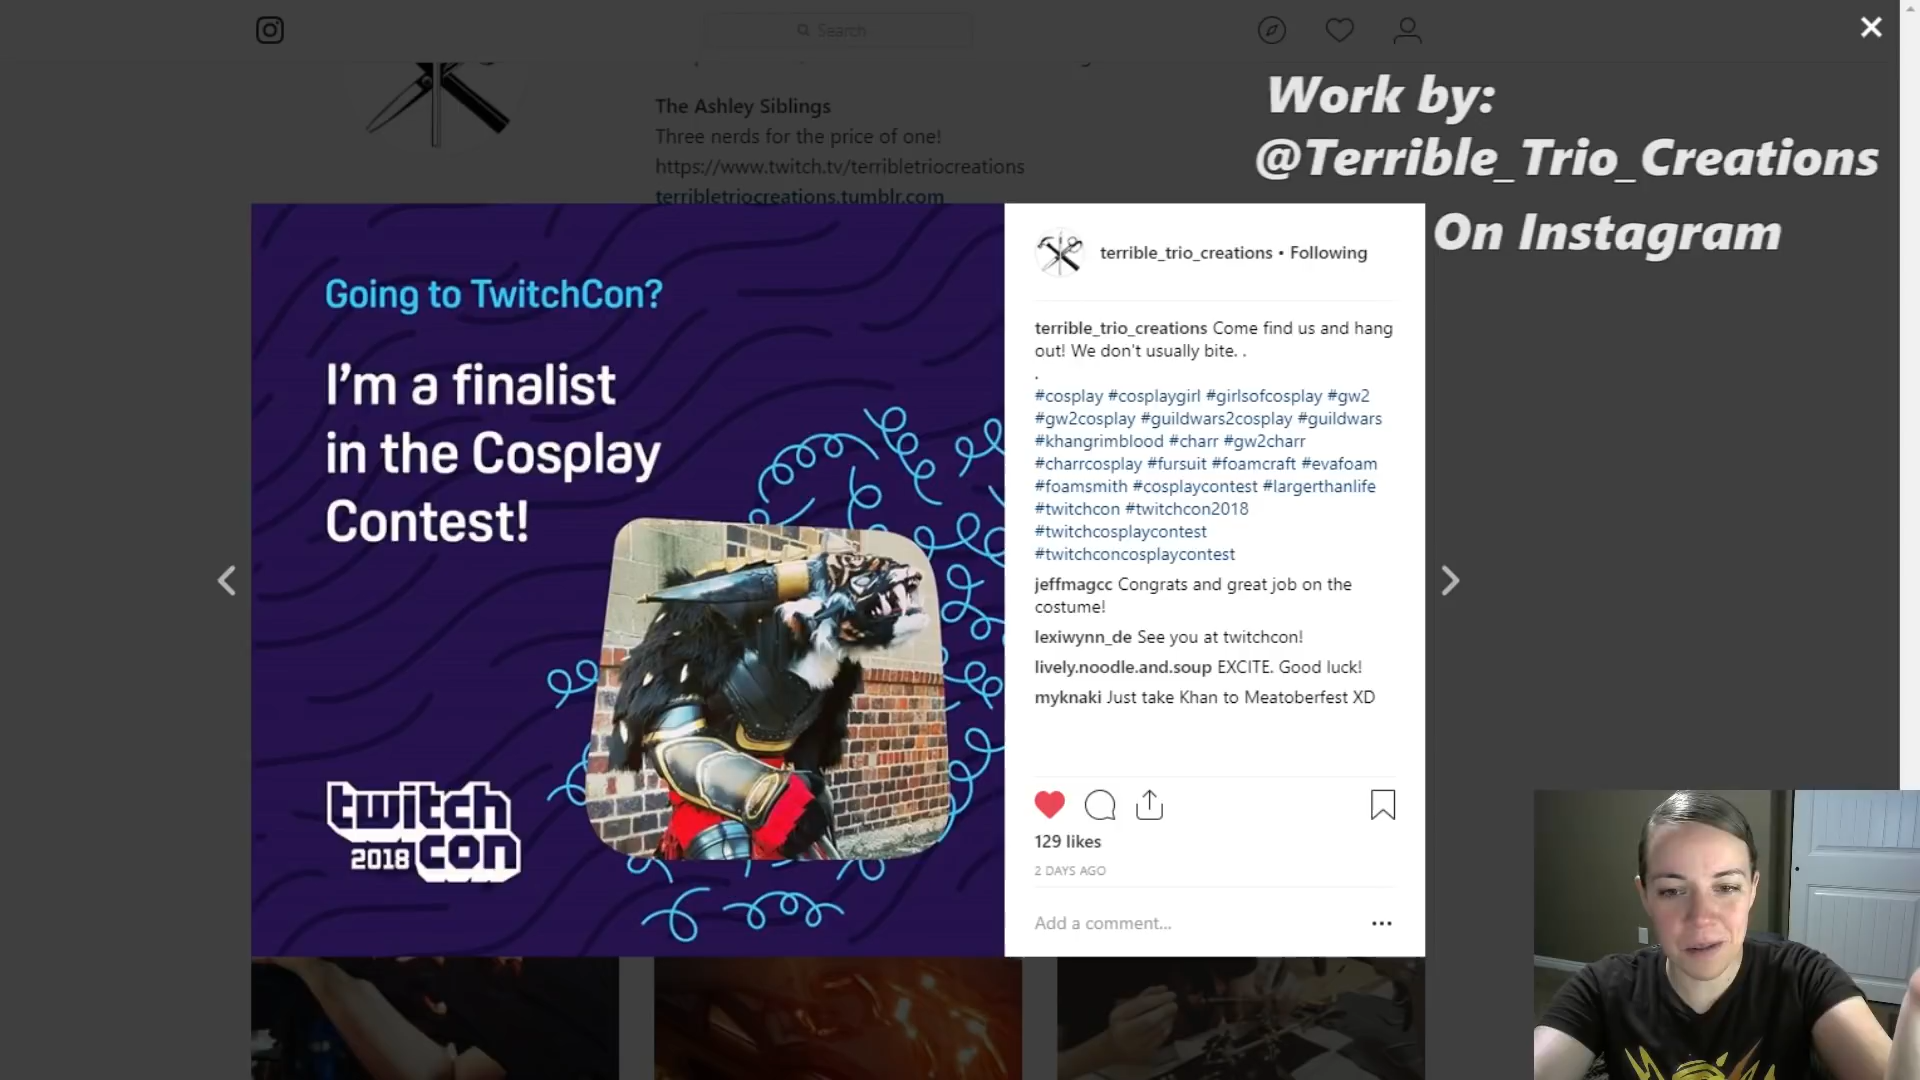 Search
The Ashley Siblings
Three nerds for the price of one!
https://www.twitch.tv/terribletriocreations
terribletriocreations.tumblr.com
Work by:
@Terrible_Trio_Creations
On Instagram
Going to TwitchCon?
I'm a finalist
in the Cosplay
Contest!
twitch
2018 con
terrible_trio_creations • Following
terrible_trio_creations Come find us and hang
out! We don't usually bite. .
.
#cosplay #cosplaygirl #girlsofcosplay #gw2
#gw2cosplay #guildwars2cosplay #guildwars
#khangrimblood #charr #gw2charr
#charrcosplay #fursuit #foamcraft #evafoam
#foamsmith #cosplaycontest #largerthanlife
#twitchcon #twitchcon2018
#twitchcosplaycontest
#twitchconcosplaycontest
jeffmagcc Congrats and great job on the
costume!
lexiwynn_de See you at twitchcon!
lively.noodle.and.soup EXCITE. Good luck!
myknaki Just take Khan to Meatoberfest XD
129 likes
2 DAYS AGO
Add a comment...